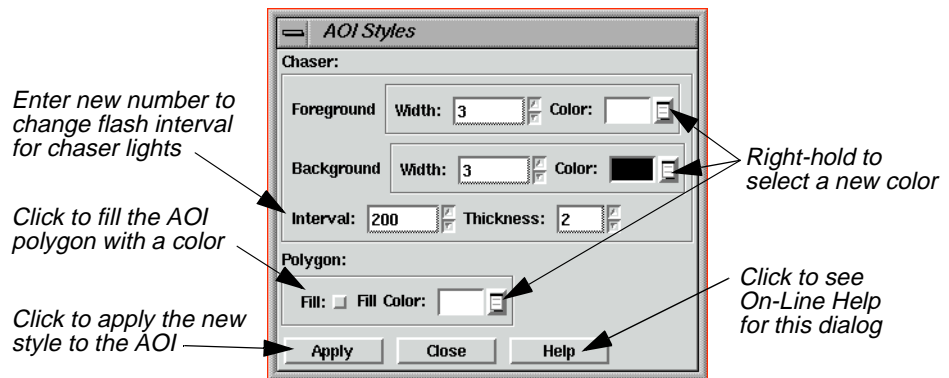 AOI Styles
Chaser:
Enter new number to
change flash interval
for chaser lights
Foreground Width: 3 Color:
Background Width: 3 Color:
Right-hold to
select a new color
Interval: 200 Thickness: 2
Click to fill the AOI
polygon with a color
Polygon:
Fill: Fill Color:
Click to see
On-Line Help
for this dialog
Click to apply the new
style to the AOI
Apply Close Help